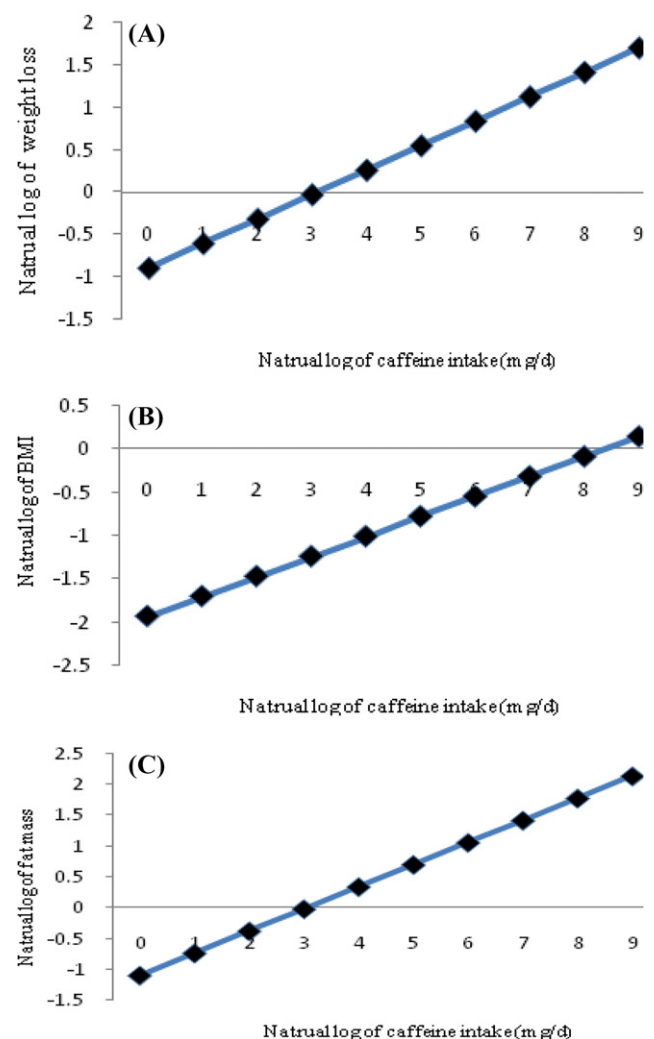 (A)
Natrual log of weight loss
2
1.5
1
0.5
0
-0.5
-1
-1.5
0 1 2 3 4 5 6 7 8 9
Natrual log of caffeine intake (mg/d)
(B)
Natrual log of BMI
0.5
0
-0.5
-1
-1.5
-2
-2.5
0 1 2 3 4 5 6 7 8 9
Natrual log of caffeine intake (mg/d)
(C)
Natrual log of fat mass
2.5
2
1.5
1
0.5
0
-0.5
-1
-1.5
0 1 2 3 4 5 6 7 8 9
Natrual log of caffeine intake (mg/d)